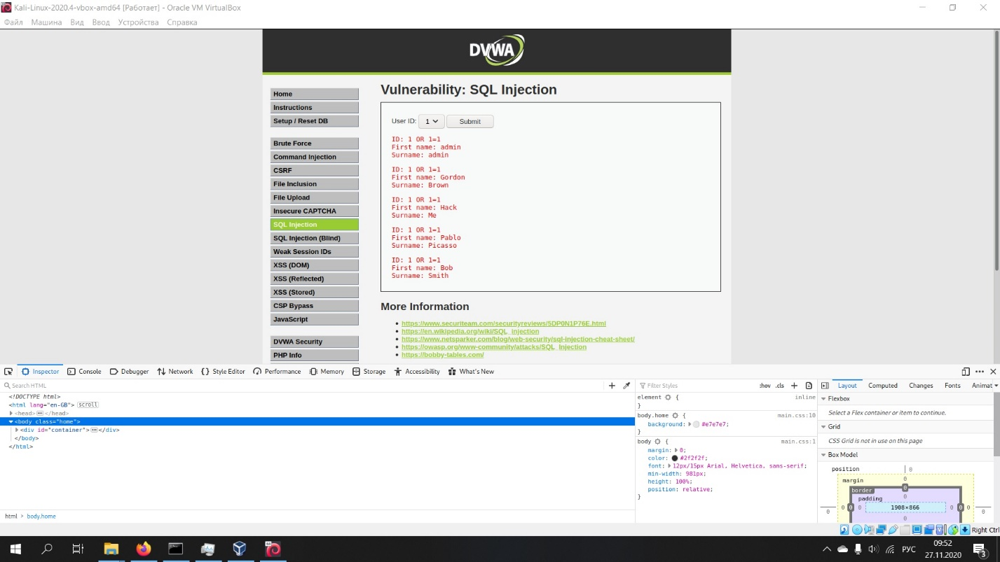 Kali-Linux-2020.4-vbox-amd64 [Работает] - Oracle VM VirtualBox
Файл Машина Вид Ввод Устройства Справка
DVWA
Home
Instructions
Setup / Reset DB
Brute Force
Command Injection
CSRF
File Inclusion
File Upload
Insecure CAPTCHA
SQL Injection
SQL Injection (Blind)
Weak Session IDs
XSS (DOM)
XSS (Reflected)
XSS (Stored)
CSP Bypass
JavaScript
DVWA Security
PHP Info
Vulnerability: SQL Injection
User ID: 1 Submit
ID: 1 OR 1=1
First name: admin
Surname: admin
ID: 1 OR 1=1
First name: Gordon
Surname: Brown
ID: 1 OR 1=1
First name: Hack
Surname: Me
ID: 1 OR 1=1
First name: Pablo
Surname: Picasso
ID: 1 OR 1=1
First name: Bob
Surname: Smith
More Information
https://www.securiteam.com/securityreviews/5DP0N1P76E.html
https://en.wikipedia.org/wiki/SQL_injection
https://www.netsparker.com/blog/web-security/sql-injection-cheat-sheet/
https://owasp.org/www-community/attacks/SQL_Injection
https://bobby-tables.com/
Inspector Console Debugger Network Style Editor Performance Memory Storage Accessibility What's New
Search HTML
<!DOCTYPE html>
<html lang="en-GB"> scroll
<head> </head>
<body class="home">
<div id="container"> </div>
</body>
</html>
html > body.home
Filter Styles :hov .cls
element { inline
}
body.home { main.css:10
background: #e7e7e7;
}
body { main.css:1
margin: 0;
color: #2f2f2f;
font: 12px/15px Arial, Helvetica, sans-serif;
min-width: 981px;
height: 100%;
position: relative;
}
Layout Computed Changes Fonts Animat
Flexbox
Select a Flex container or item to continue.
Grid
CSS Grid is not in use on this page
Box Model
position 0
margin 0
border 0
padding 0
0 0 0 0 1908×866 0 0 0 0
0
Right Ctrl
РУС
09:52
27.11.2020
3